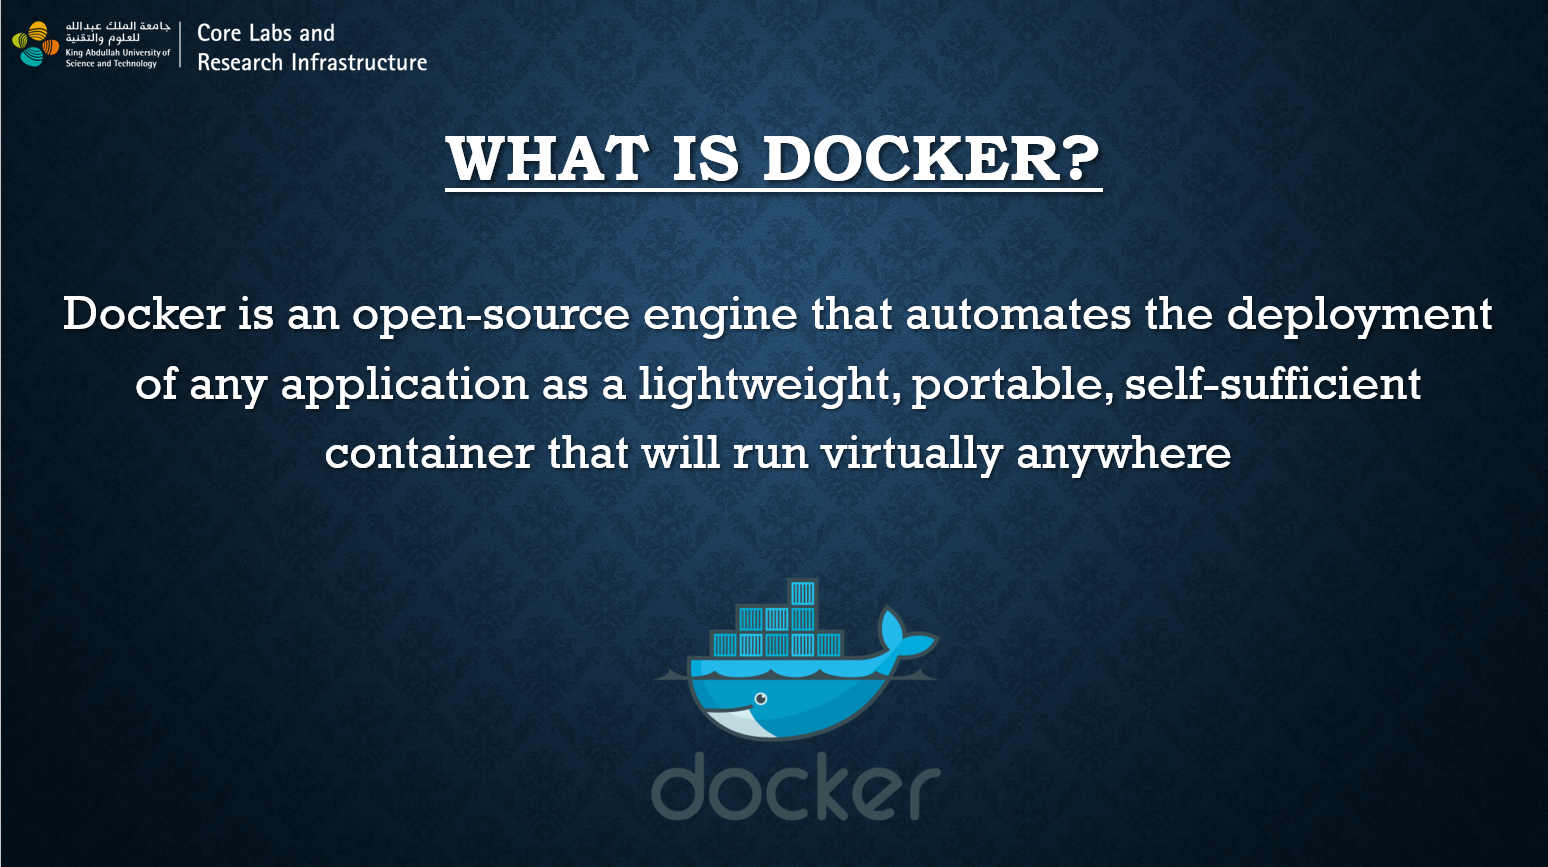 جامعة الملك عبدالله
للعلوم والتقنية
King Abdullah University of
Science and Technology
Core Labs and
Research Infrastructure
WHAT IS DOCKER?
Docker is an open-source engine that automates the deployment
of any application as a lightweight, portable, self-sufficient
container that will run virtually anywhere
docker